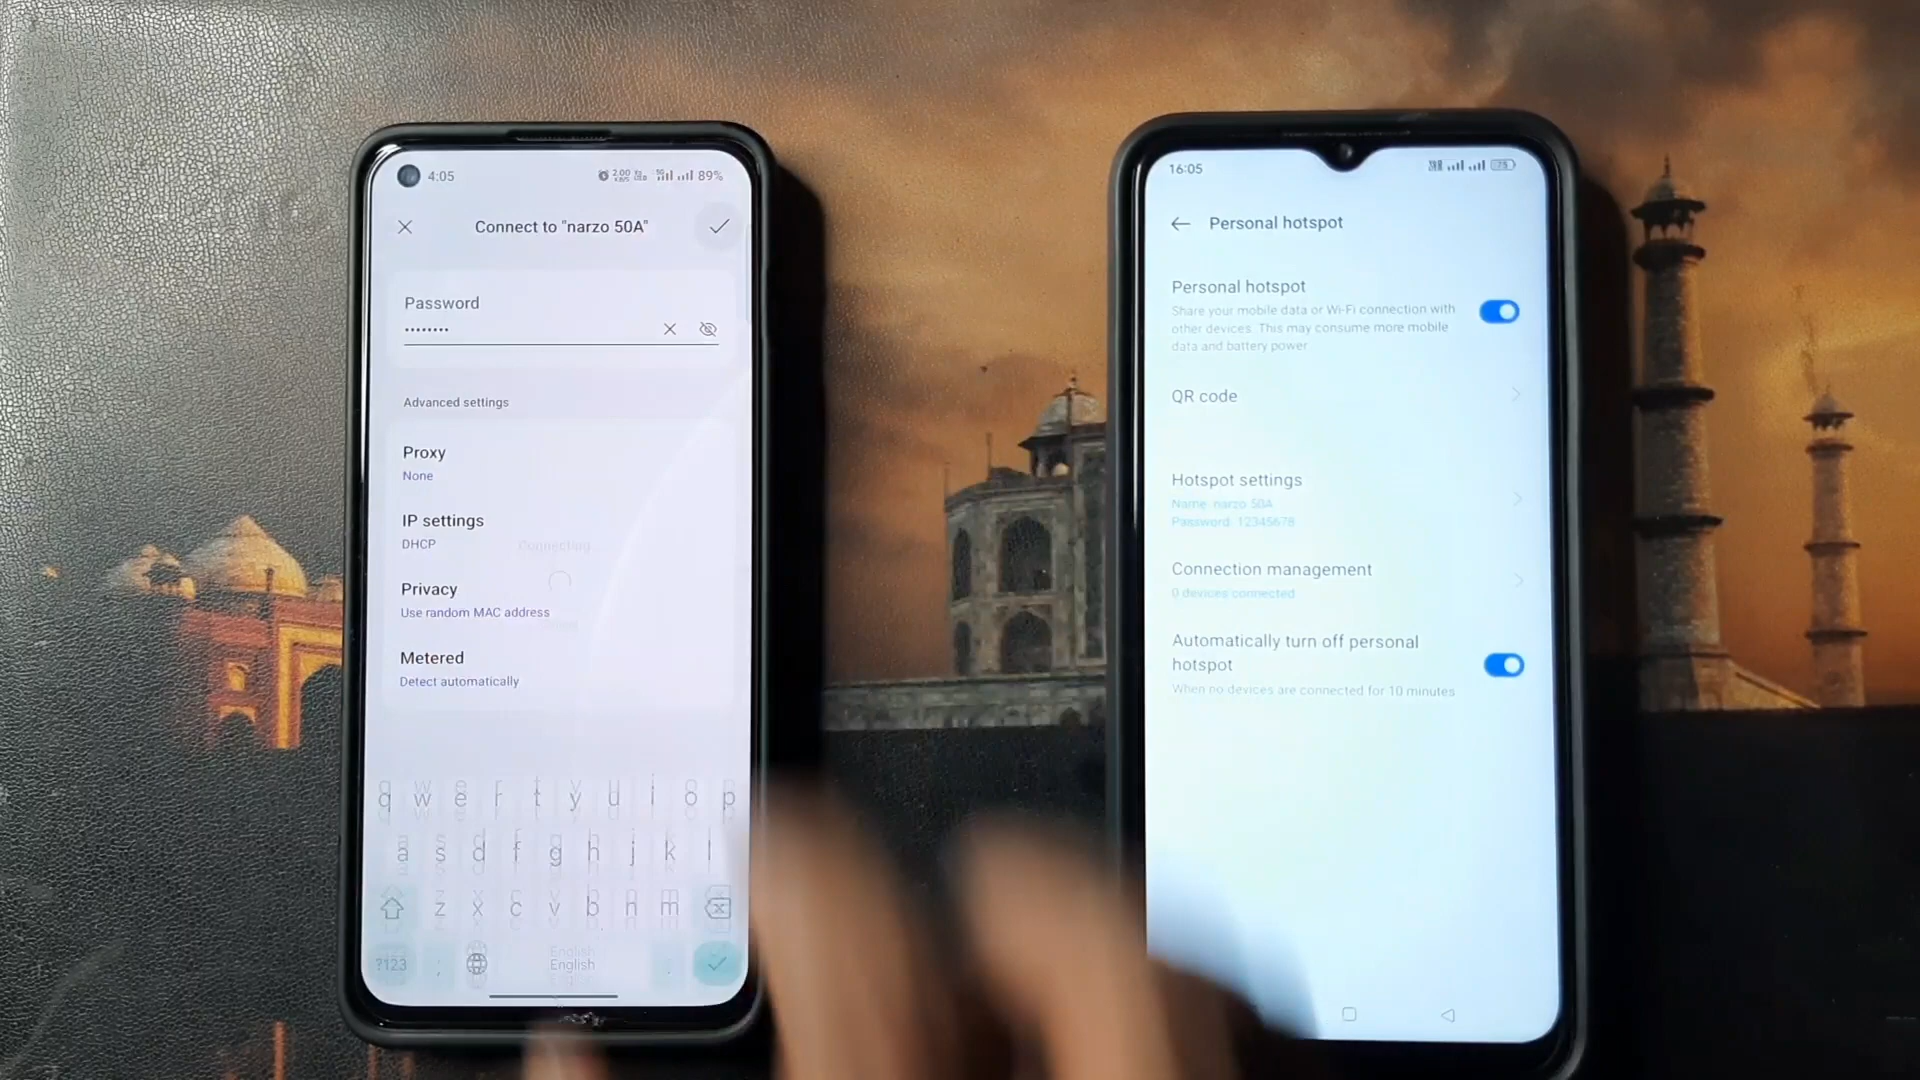 4:05
89%
Connect to "narzo 50A"
Password
••••••••
Advanced settings
Proxy
None
IP settings
DHCP
Connecting...
Privacy
Use random MAC address
Metered
Detect automatically
q w e r t y u i o p
a s d f g h j k l
z x c v b n m
?123 , English .
16:05
Personal hotspot
Personal hotspot
Share your mobile data or Wi-Fi connection with
other devices. This may consume more mobile
data and battery power
QR code
Hotspot settings
Name: narzo 50A
Password: 12345678
Connection management
0 devices connected
Automatically turn off personal
hotspot
When no devices are connected for 10 minutes